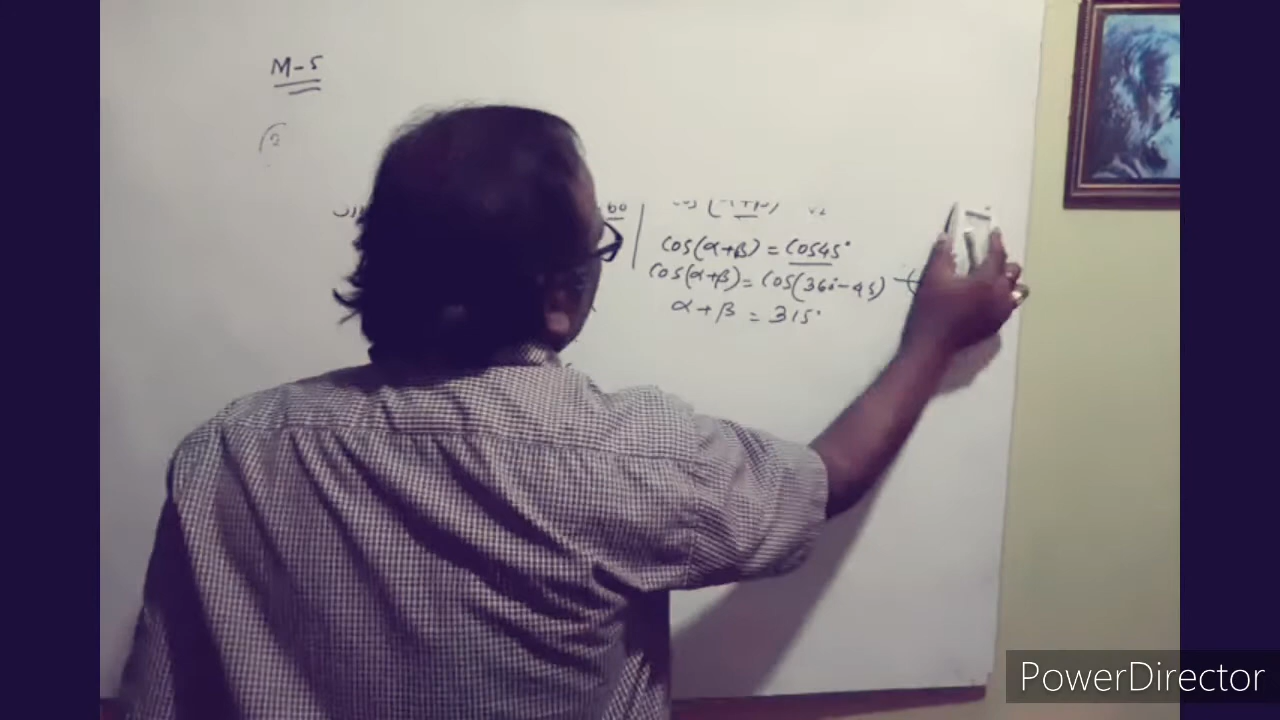 M-5
cos(α+β) = cos45°
cos(α+β) = cos(360-45)
α+β = 315°
PowerDirector